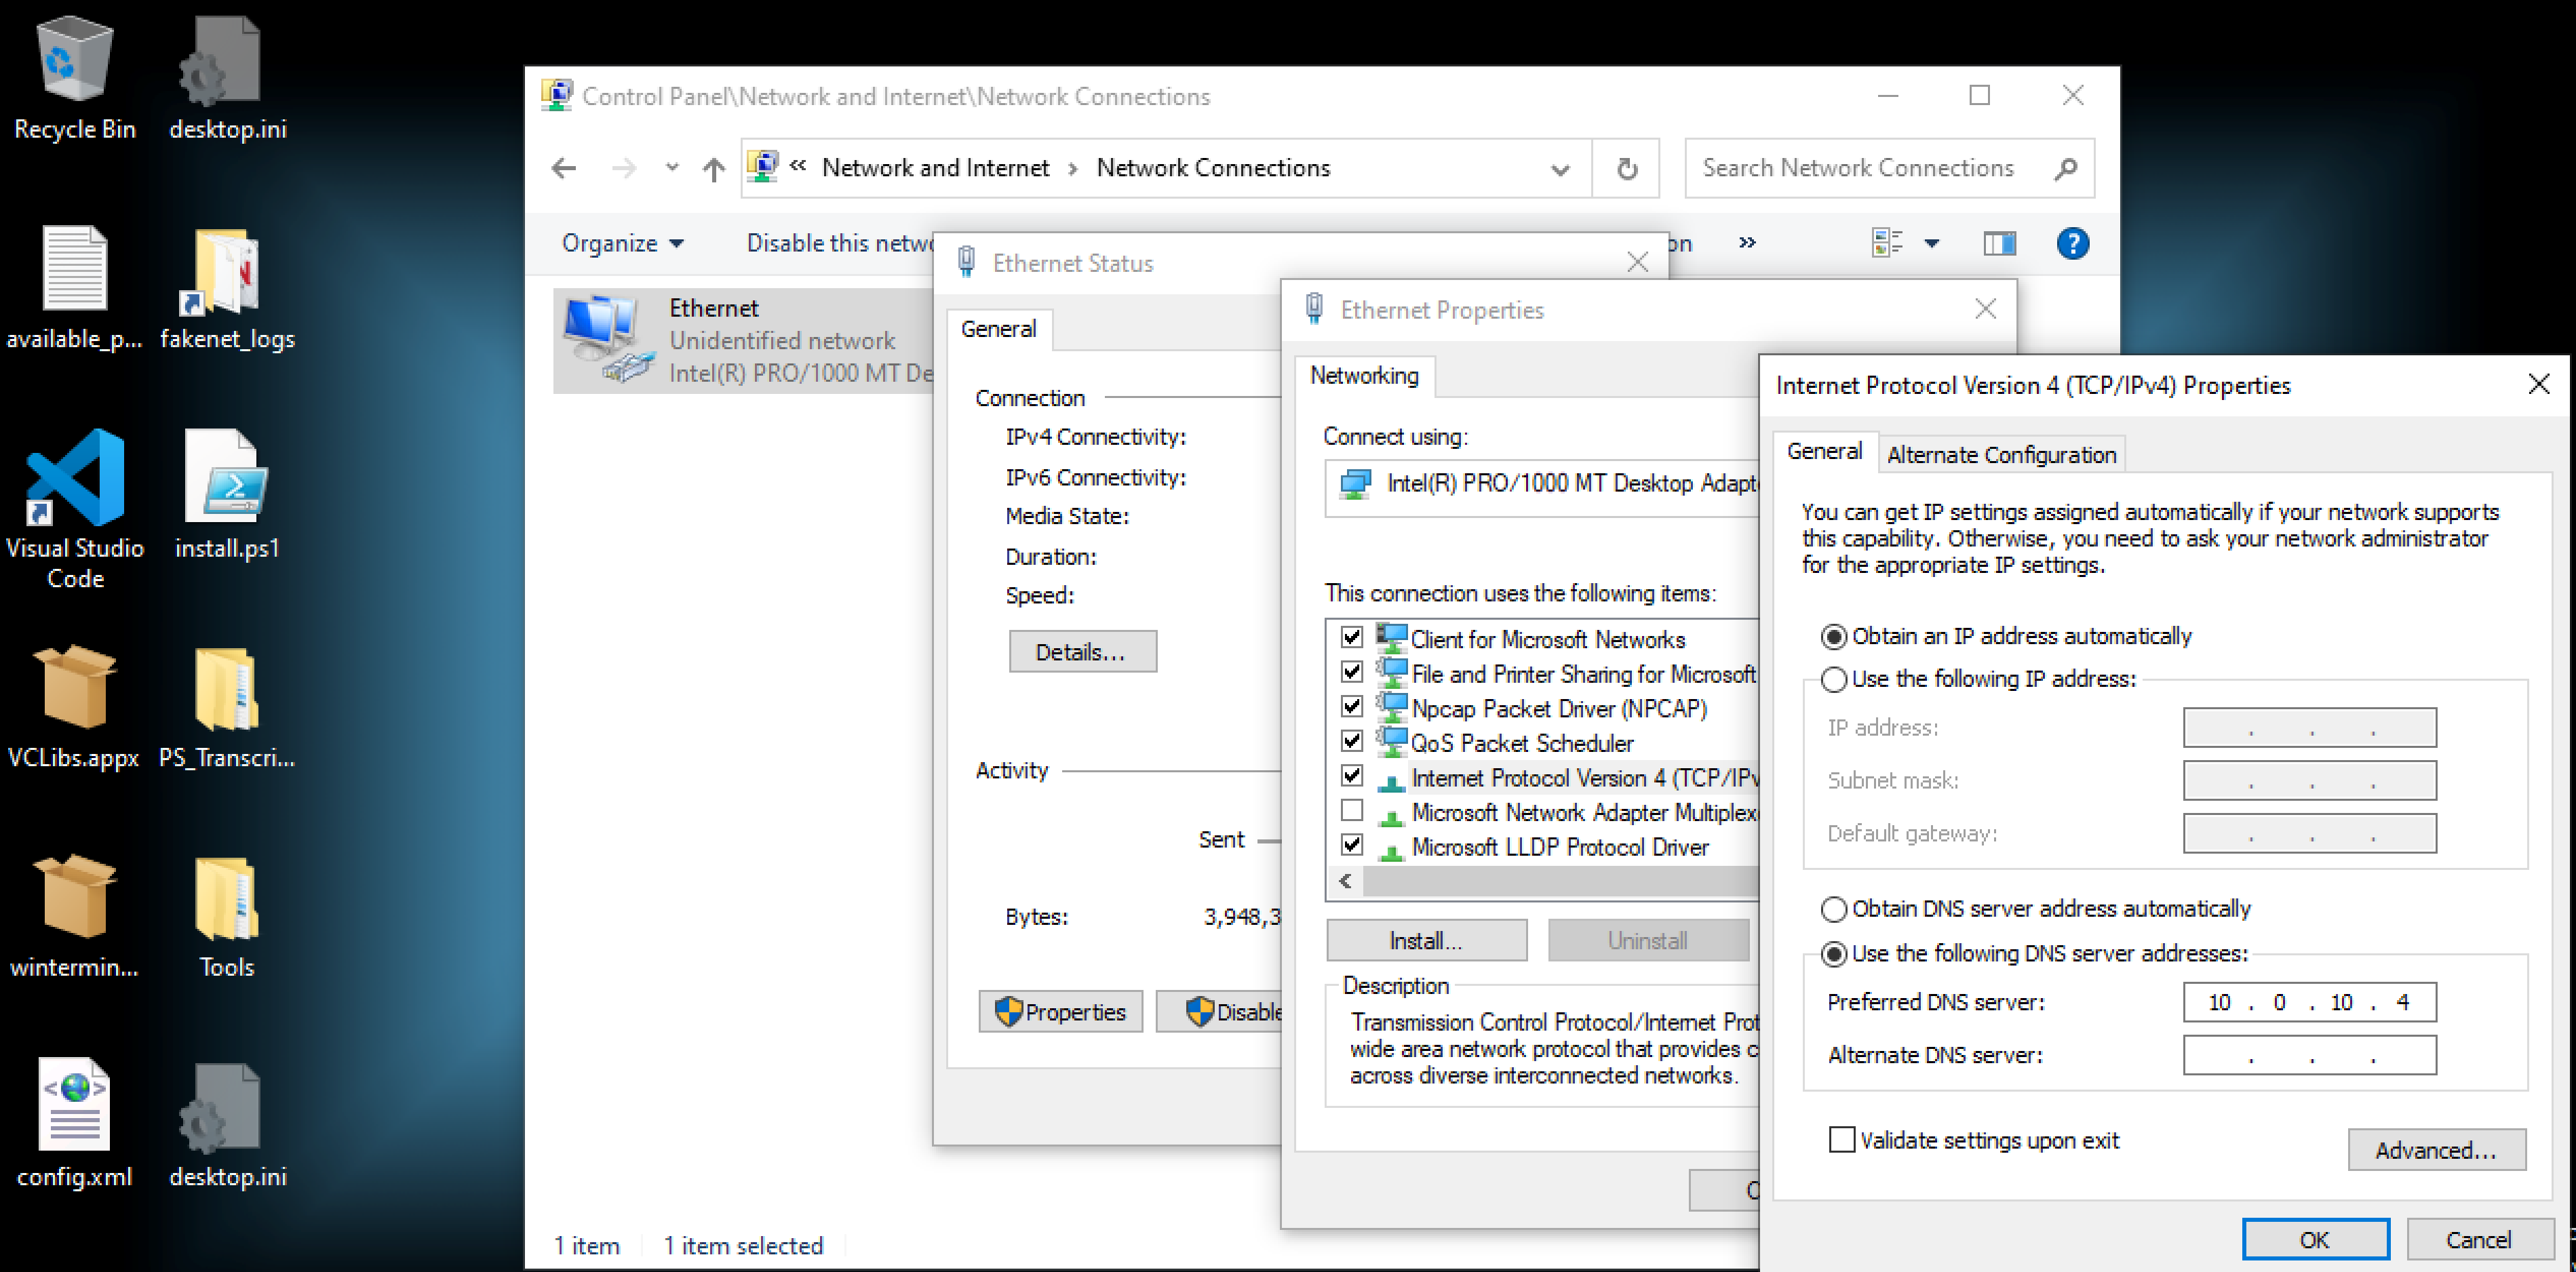 Recycle Bin
desktop.ini
available_p...
fakenet_logs
Visual Studio
Code
install.ps1
VCLibs.appx
PS_Transcri...
wintermin...
Tools
config.xml
desktop.ini
Control Panel\Network and Internet\Network Connections
« Network and Internet › Network Connections
Search Network Connections
Organize
Disable this netwo
on
»
Ethernet
Unidentified network
Intel(R) PRO/1000 MT De
1 item
1 item selected
Ethernet Status
General
Connection
IPv4 Connectivity:
IPv6 Connectivity:
Media State:
Duration:
Speed:
Details...
Activity
Sent
Bytes:
3,948,3
Properties
Disable
Ethernet Properties
Networking
Connect using:
Intel(R) PRO/1000 MT Desktop Adapt
This connection uses the following items:
Client for Microsoft Networks
File and Printer Sharing for Microsoft
Npcap Packet Driver (NPCAP)
QoS Packet Scheduler
Internet Protocol Version 4 (TCP/IPv
Microsoft Network Adapter Multiplexo
Microsoft LLDP Protocol Driver
Install...
Uninstall
Description
Transmission Control Protocol/Internet Prot
wide area network protocol that provides c
across diverse interconnected networks.
Internet Protocol Version 4 (TCP/IPv4) Properties
General
Alternate Configuration
You can get IP settings assigned automatically if your network supports
this capability. Otherwise, you need to ask your network administrator
for the appropriate IP settings.
Obtain an IP address automatically
Use the following IP address:
IP address:
Subnet mask:
Default gateway:
Obtain DNS server address automatically
Use the following DNS server addresses:
Preferred DNS server:
10 . 0 . 10 . 4
Alternate DNS server:
Validate settings upon exit
Advanced...
OK
Cancel